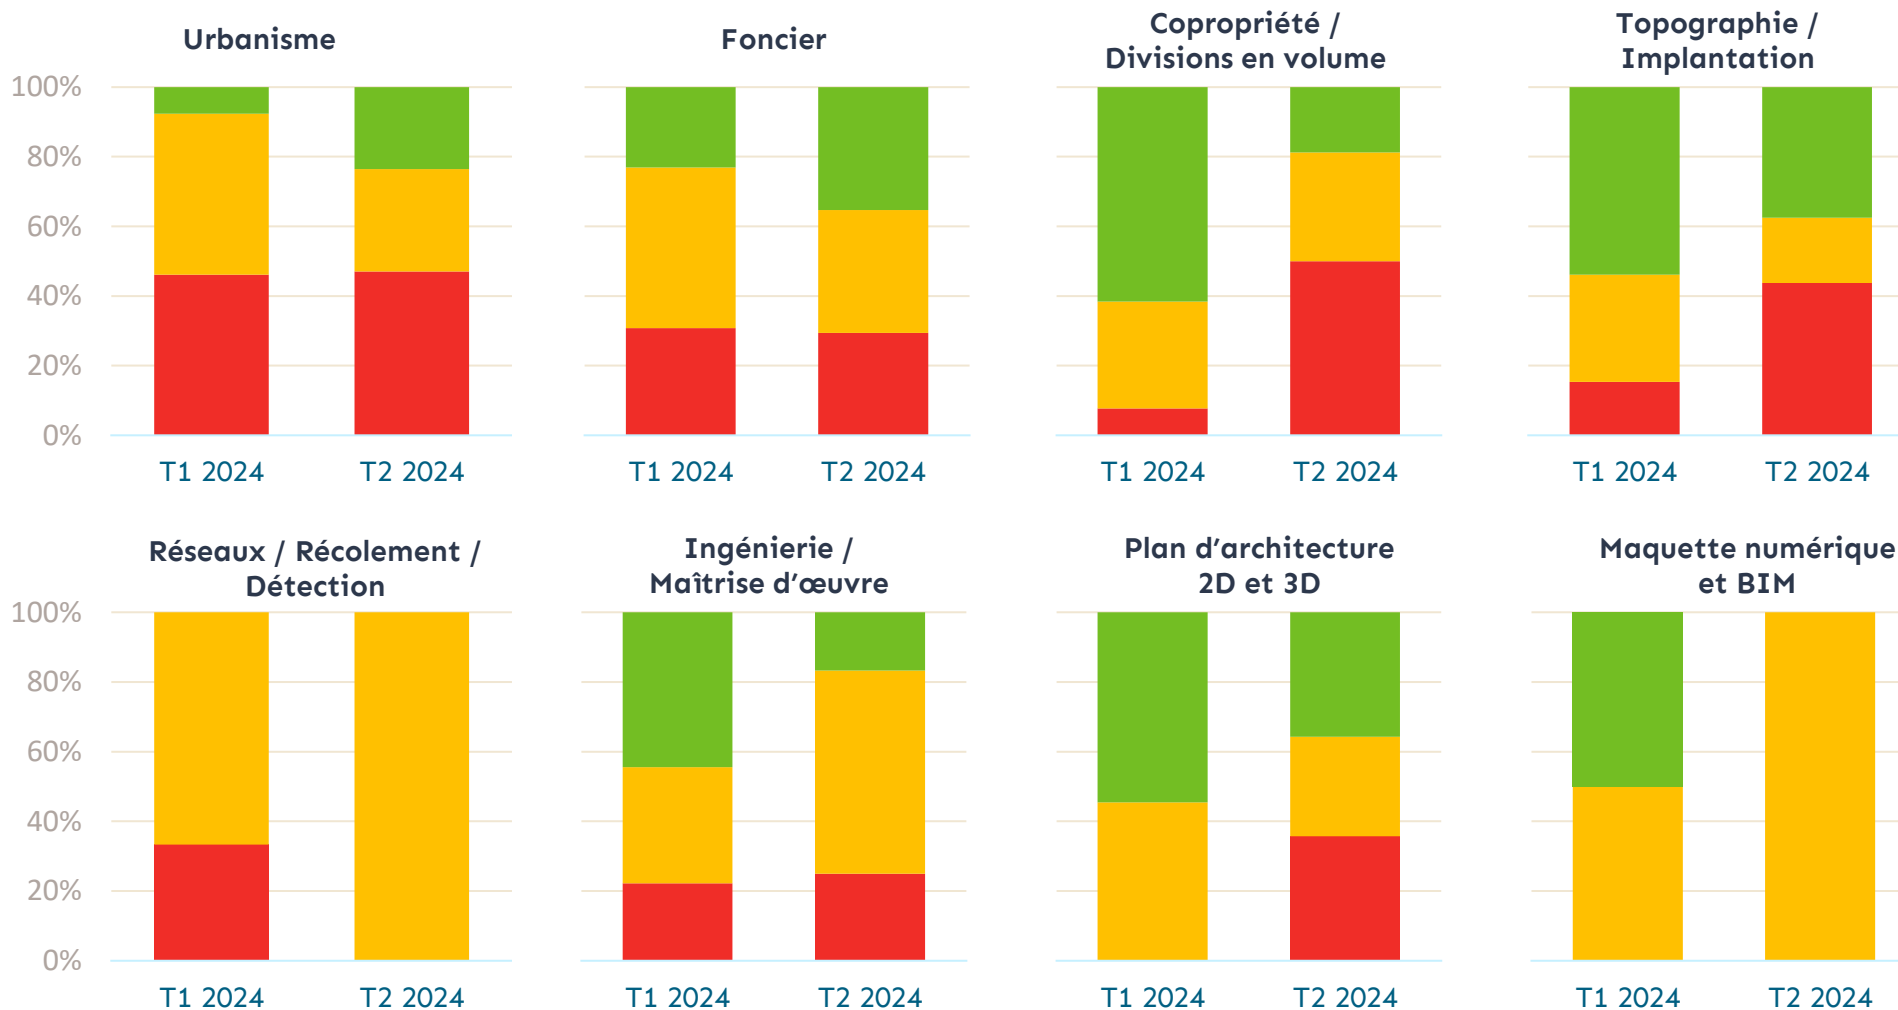 Urbanisme
Foncier
Copropriété /
Divisions en volume
Topographie /
Implantation
100%
80%
60%
40%
20%
0%
T1 2024
T2 2024
T1 2024
T2 2024
T1 2024
T2 2024
T1 2024
T2 2024
Réseaux / Récolement /
Détection
Ingénierie /
Maîtrise d’œuvre
Plan d’architecture
2D et 3D
Maquette numérique
et BIM
100%
80%
60%
40%
20%
0%
T1 2024
T2 2024
T1 2024
T2 2024
T1 2024
T2 2024
T1 2024
T2 2024